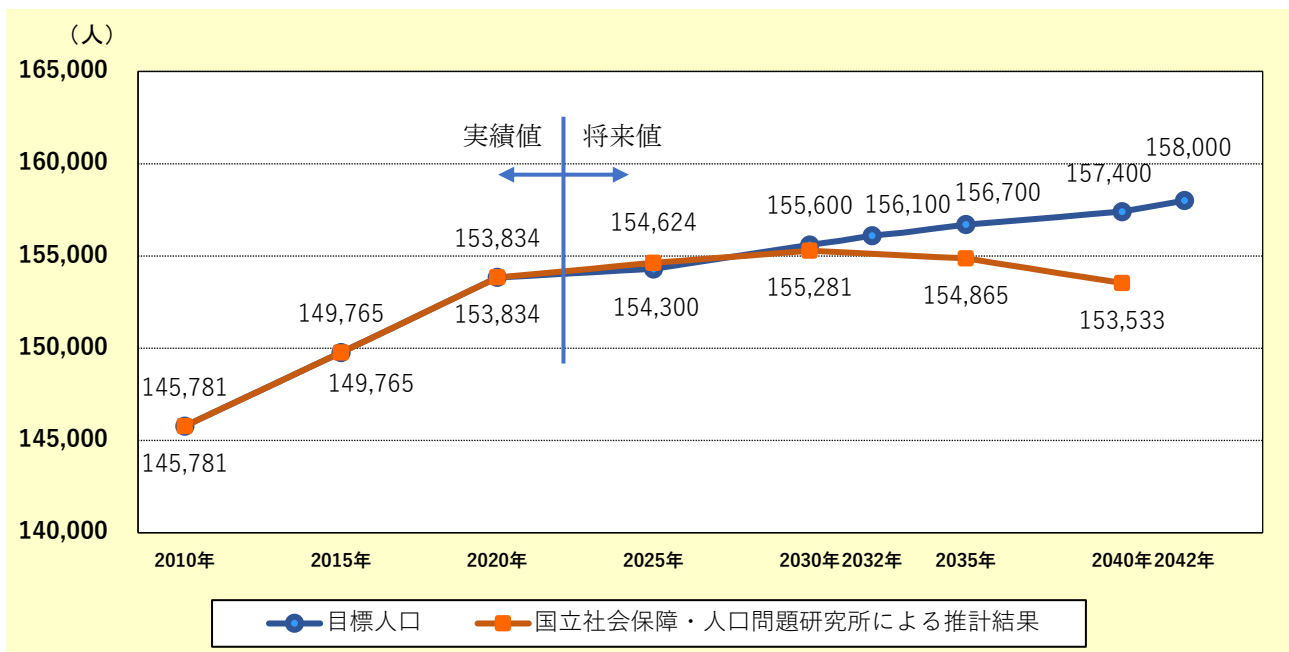 (人)
165,000
実績値 将来値
160,000
158,000
157,400
155,600 156,100 156,700
153,834 154,624
155,000
153,834 154,300 155,281 154,865 153,533
149,765
150,000
149,765
145,781
145,000
145,781
140,000
2010年 2015年 2020年 2025年 2030年 2032年 2035年 2040年 2042年
目標人口 国立社会保障・人口問題研究所による推計結果